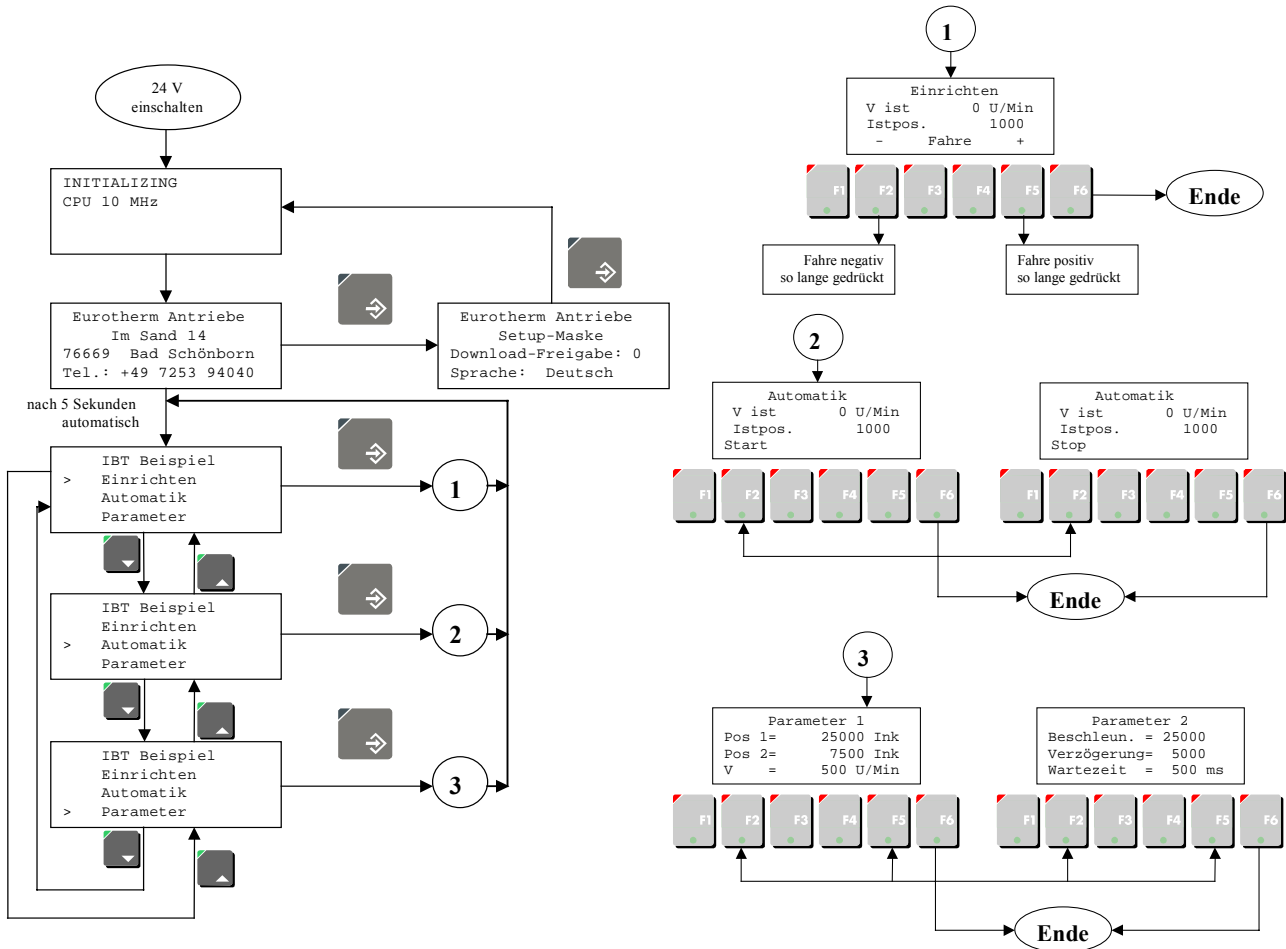 24 V
einschalten
INITIALIZING
CPU 10 MHz
Eurotherm Antriebe
Im Sand 14
76669 Bad Schönborn
Tel.: +49 7253 94040
Eurotherm Antriebe
Setup-Maske
Download-Freigabe: 0
Sprache: Deutsch
nach 5 Sekunden
automatisch
IBT Beispiel
> Einrichten
Automatik
Parameter
1
IBT Beispiel
Einrichten
> Automatik
Parameter
2
IBT Beispiel
Einrichten
Automatik
> Parameter
3
1
Einrichten
V ist 0 U/Min
Istpos. 1000
- Fahre +
F1 F2 F3 F4 F5 F6
Ende
Fahre negativ
so lange gedrückt
Fahre positiv
so lange gedrückt
2
Automatik
V ist 0 U/Min
Istpos. 1000
Start
F1 F2 F3 F4 F5 F6
Automatik
V ist 0 U/Min
Istpos. 1000
Stop
F1 F2 F3 F4 F5 F6
Ende
3
Parameter 1
Pos 1= 25000 Ink
Pos 2= 7500 Ink
V = 500 U/Min
F1 F2 F3 F4 F5 F6
Parameter 2
Beschleun. = 25000
Verzögerung= 5000
Wartezeit = 500 ms
F1 F2 F3 F4 F5 F6
Ende